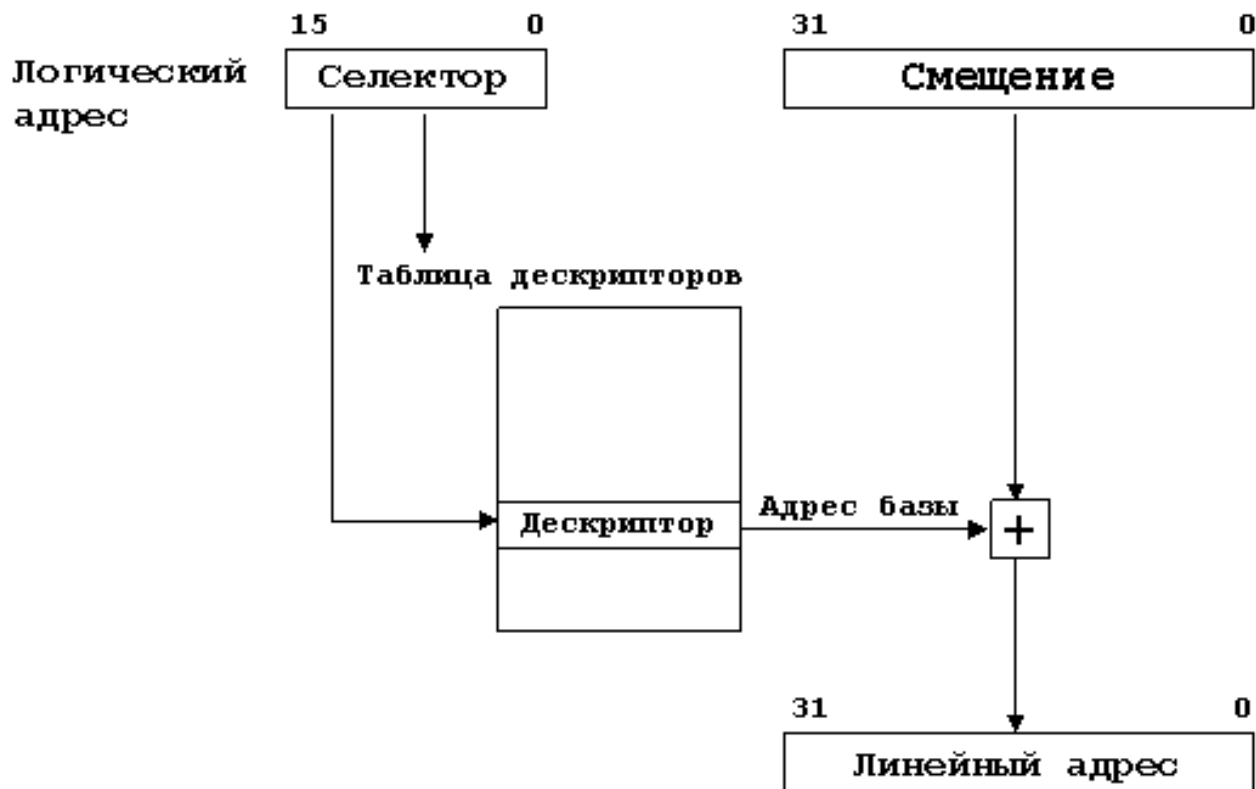 15 0 31 0
Логический Селектор Смещение
адрес
Таблица дескрипторов
Адрес базы
Дескриптор +
31 0
Линейный адрес